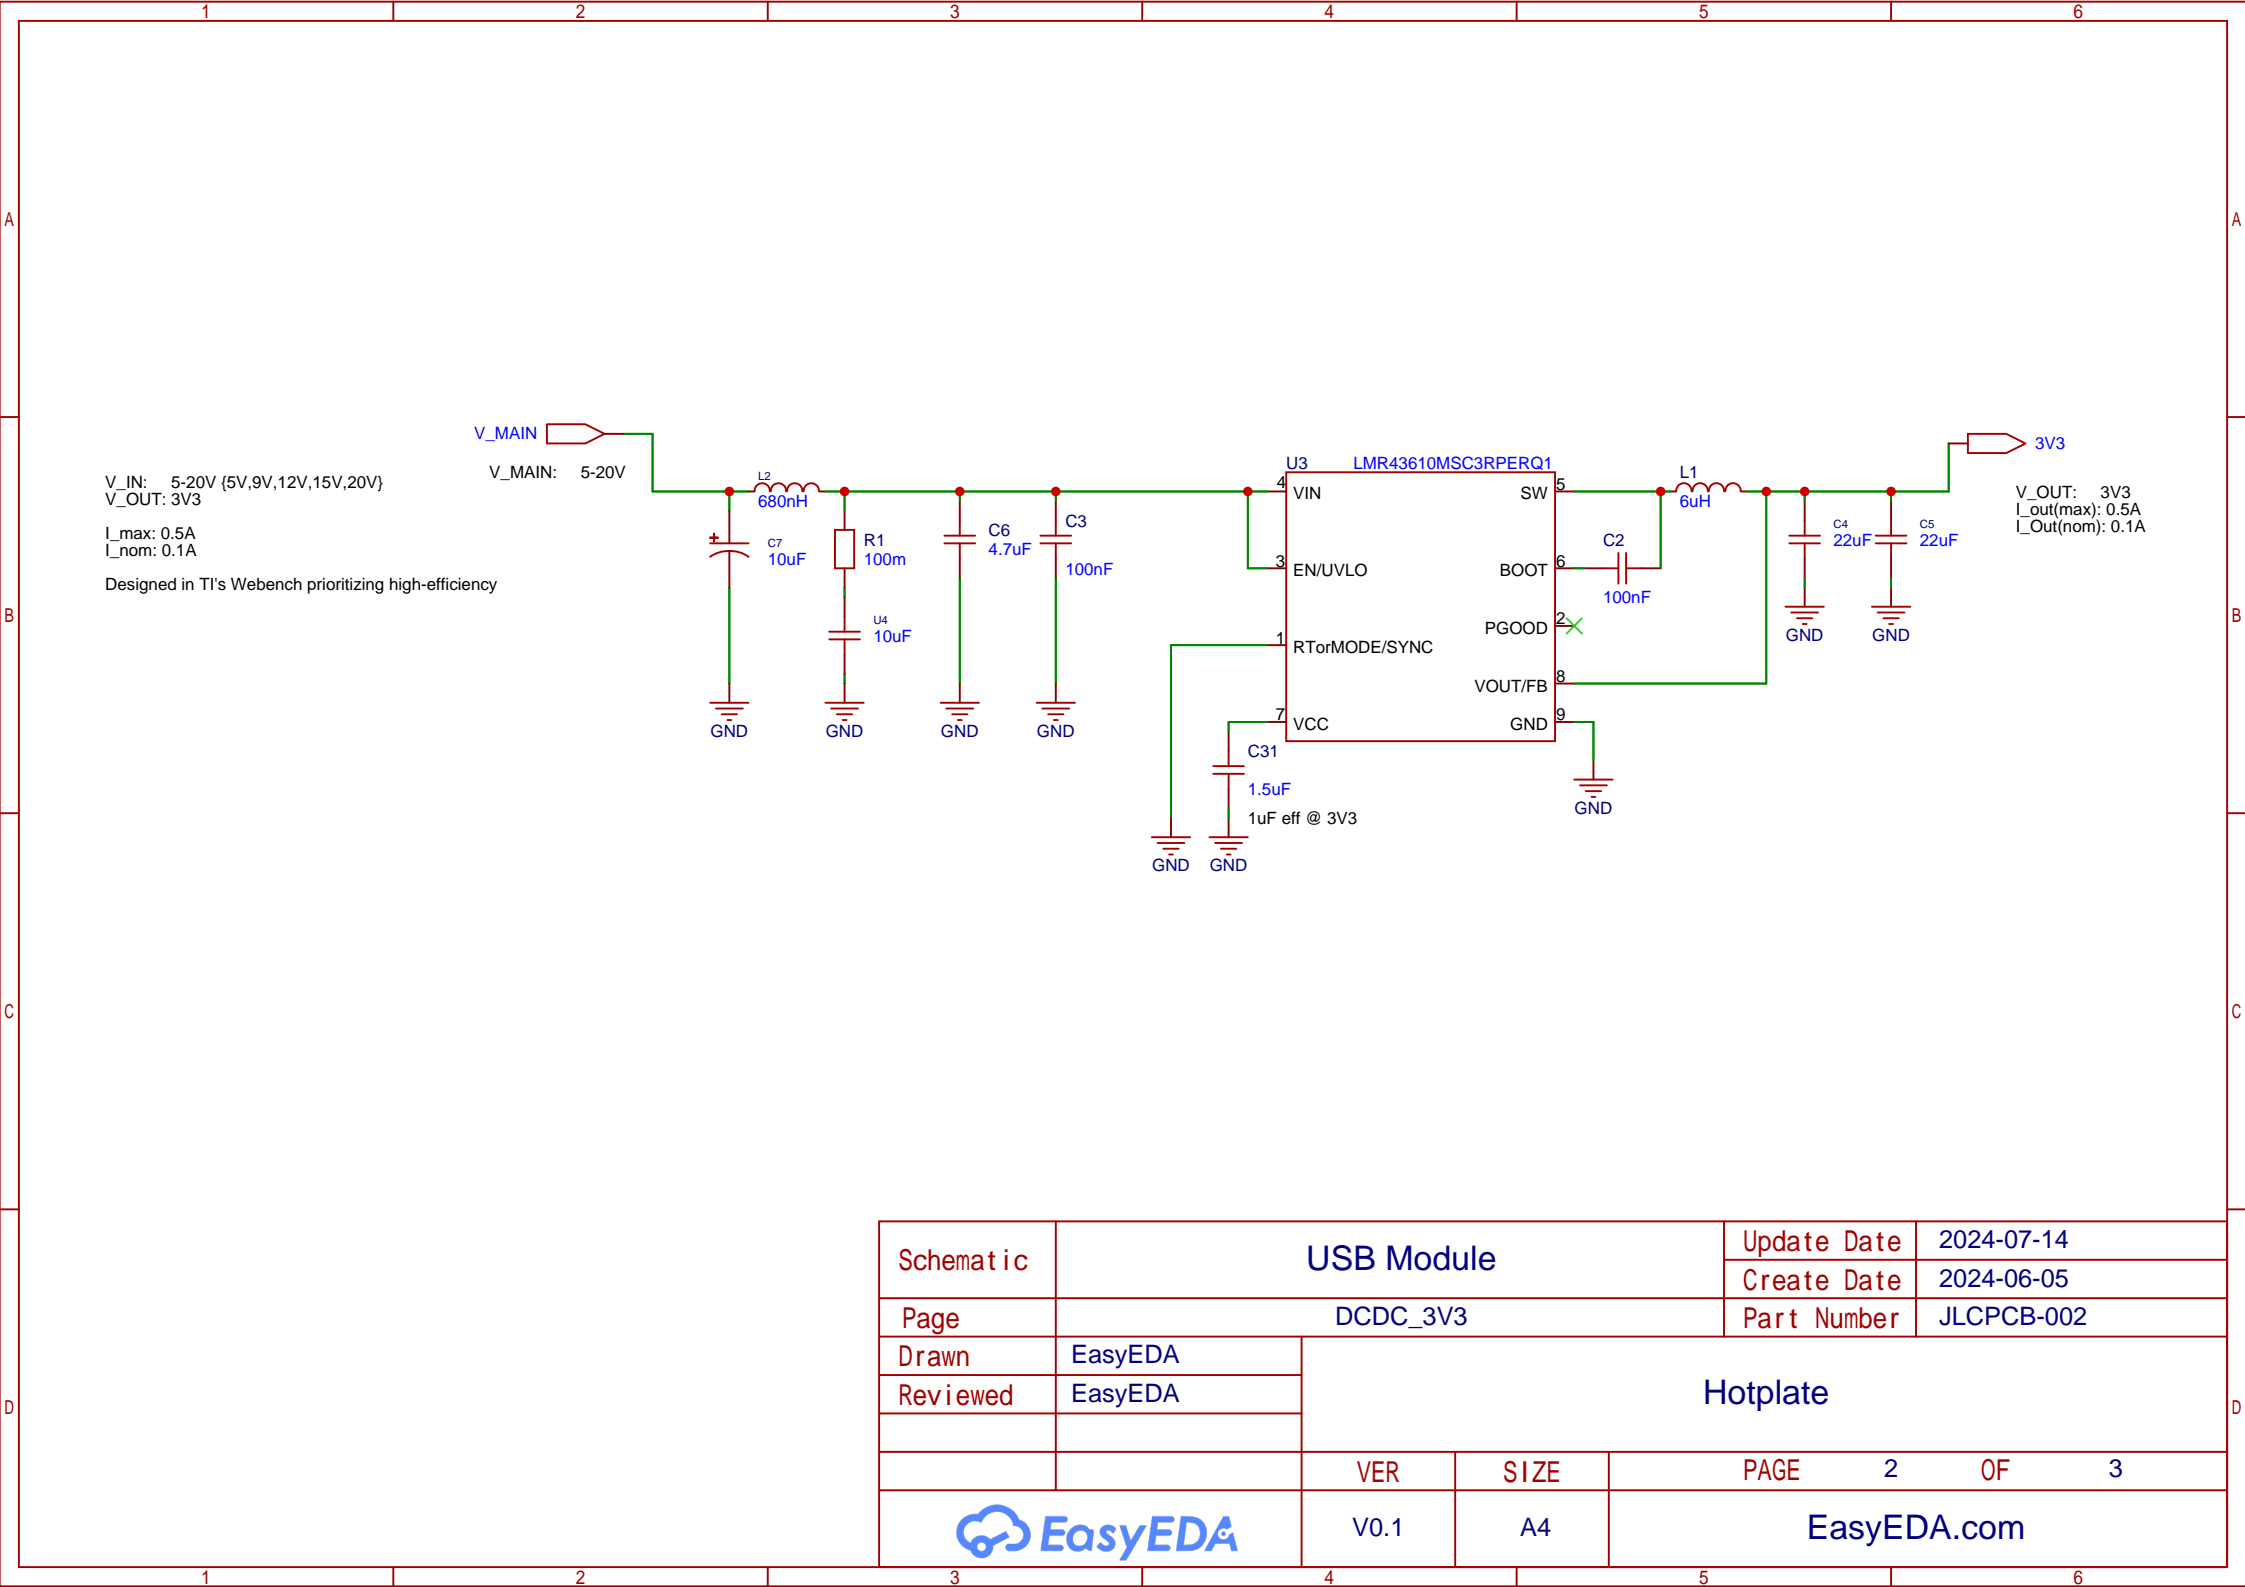 1 2 3 4 5 6
A A
V_MAIN
V_MAIN: 5-20V
V_IN: 5-20V {5V,9V,12V,15V,20V}
V_OUT: 3V3
I_max: 0.5A
I_nom: 0.1A
Designed in TI's Webench prioritizing high-efficiency
L2
680nH
C7
10uF
GND
R1
100m
U4
10uF
GND
C6
4.7uF
GND
C3
100nF
GND
U3 LMR43610MSC3RPERQ1
4 VIN
3 EN/UVLO
1 RTorMODE/SYNC
7 VCC
SW 5
BOOT 6
PGOOD 2
VOUT/FB 8
GND 9
C31
1.5uF
1uF eff @ 3V3
GND GND
GND
C2
100nF
L1
6uH
C4
22uF
GND
C5
22uF
GND
3V3
V_OUT: 3V3
I_out(max): 0.5A
I_Out(nom): 0.1A
B B
C C
D D
Schematic USB Module Update Date 2024-07-14
Create Date 2024-06-05
Page DCDC_3V3 Part Number JLCPCB-002
Drawn EasyEDA
Reviewed EasyEDA
Hotplate
VER SIZE PAGE 2 OF 3
EasyEDA V0.1 A4 EasyEDA.com
1 2 3 4 5 6